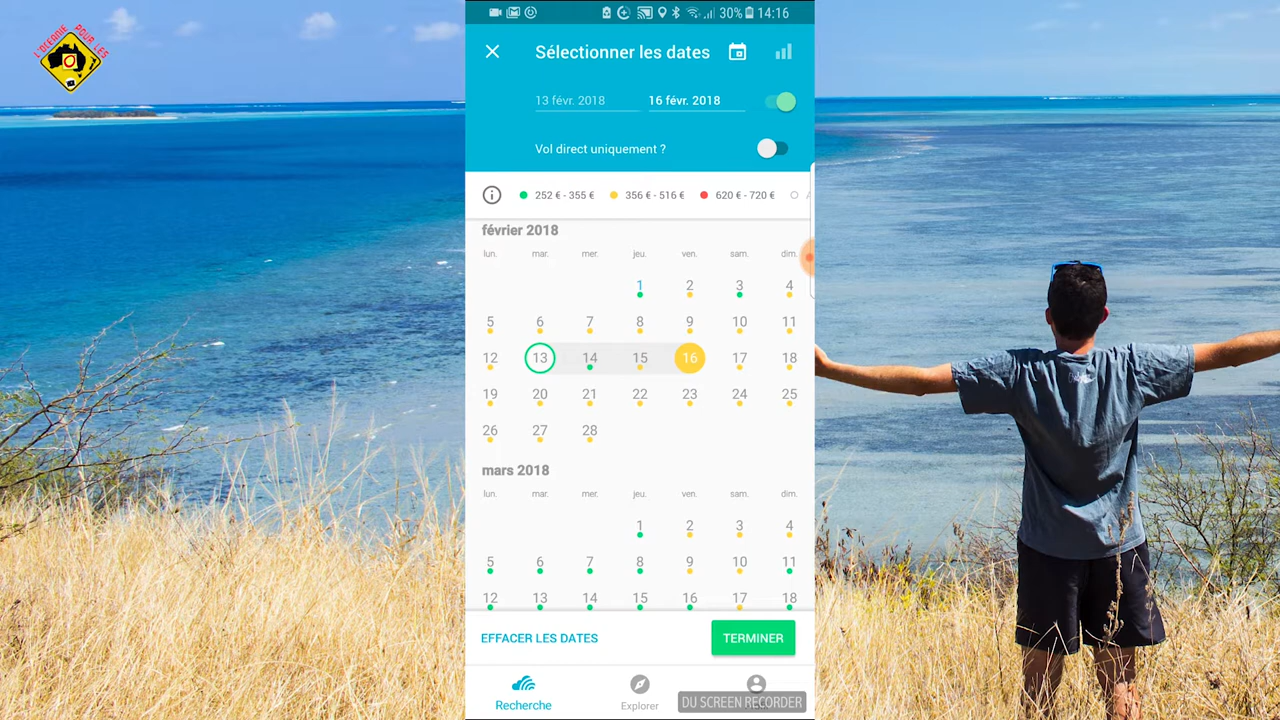 L'OCÉANIE POUR LES
30% 14:16
Sélectionner les dates
13 févr. 2018 16 févr. 2018
Vol direct uniquement ?
252 € - 355 € 356 € - 516 € 620 € - 720 €
février 2018
lun. mar. mer. jeu. ven. sam. dim.
1 2 3 4
5 6 7 8 9 10 11
12 13 14 15 16 17 18
19 20 21 22 23 24 25
26 27 28
mars 2018
lun. mar. mer. jeu. ven. sam. dim.
1 2 3 4
5 6 7 8 9 10 11
12 13 14 15 16 17 18
EFFACER LES DATES TERMINER
Recherche Explorer
DU SCREEN RECORDER